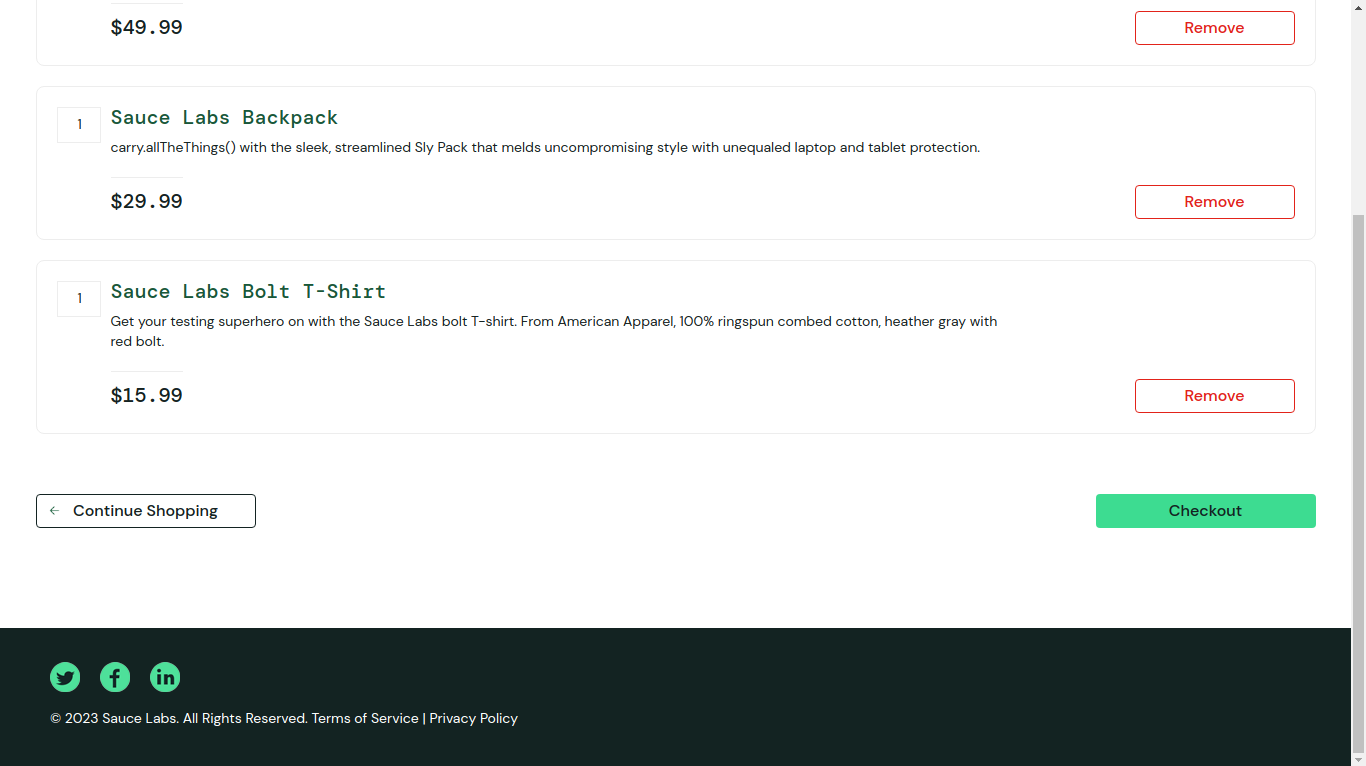 $49.99
Remove
1
Sauce Labs Backpack
carry.allTheThings() with the sleek, streamlined Sly Pack that melds uncompromising style with unequaled laptop and tablet protection.
$29.99
Remove
1
Sauce Labs Bolt T-Shirt
Get your testing superhero on with the Sauce Labs bolt T-shirt. From American Apparel, 100% ringspun combed cotton, heather gray with
red bolt.
$15.99
Remove
Continue Shopping
Checkout
© 2023 Sauce Labs. All Rights Reserved. Terms of Service | Privacy Policy